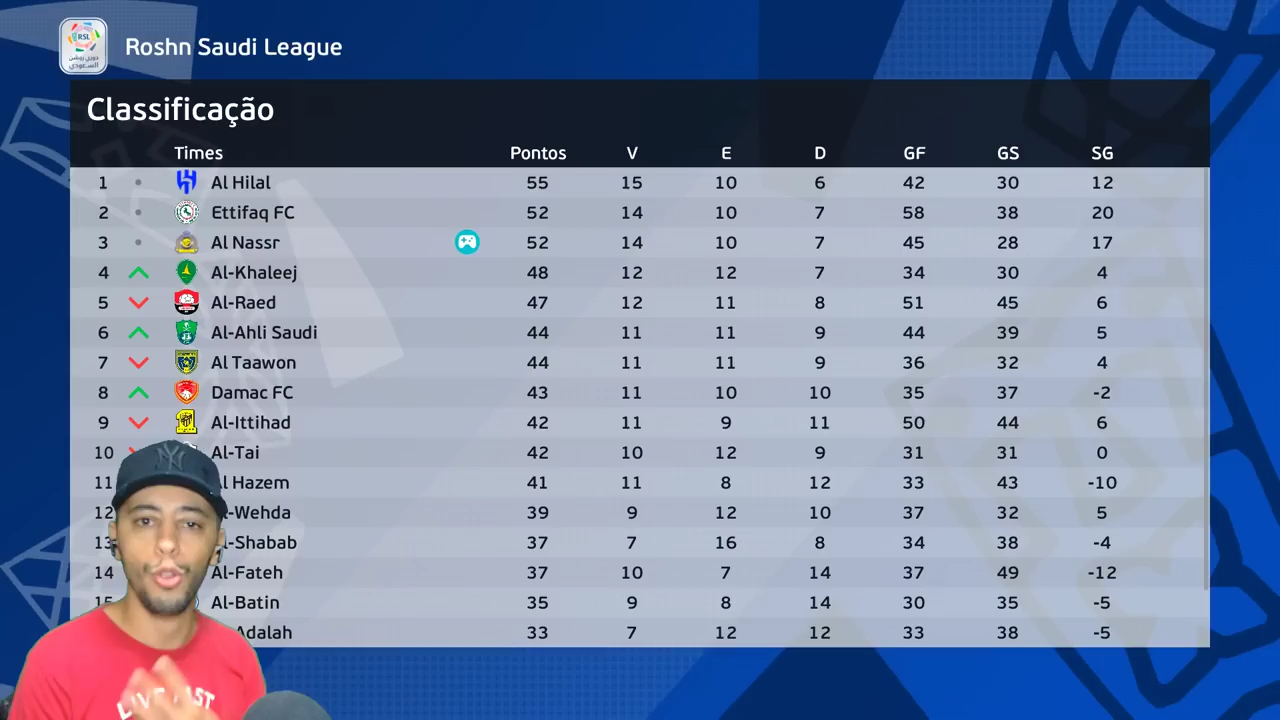 RSL
Roshn Saudi League
Classificação
Times Pontos V E D GF GS SG
1 Al Hilal 55 15 10 6 42 30 12
2 Ettifaq FC 52 14 10 7 58 38 20
3 Al Nassr 52 14 10 7 45 28 17
4 Al-Khaleej 48 12 12 7 34 30 4
5 Al-Raed 47 12 11 8 51 45 6
6 Al-Ahli Saudi 44 11 11 9 44 39 5
7 Al Taawon 44 11 11 9 36 32 4
8 Damac FC 43 11 10 10 35 37 -2
9 Al-Ittihad 42 11 9 11 50 44 6
10 Al-Tai 42 10 12 9 31 31 0
11 Al Hazem 41 11 8 12 33 43 -10
12 -Wehda 39 9 12 10 37 32 5
13 -Shabab 37 7 16 8 34 38 -4
14 Al-Fateh 37 10 7 14 37 49 -12
15 Al-Batin 35 9 8 14 30 35 -5
Adalah 33 7 12 12 33 38 -5